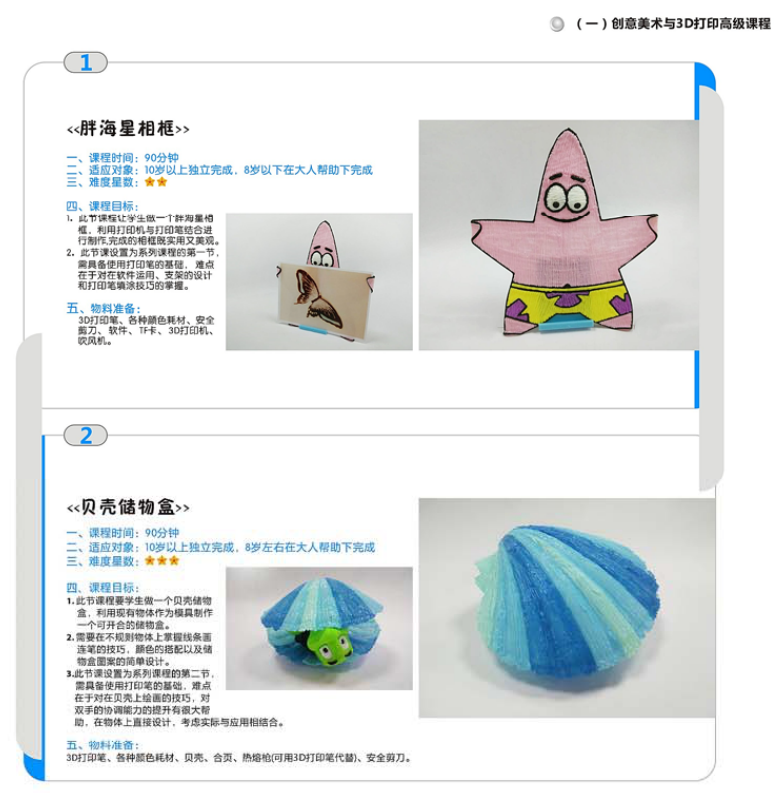 （一）创意美术与3D打印高级课程
1
<<胖海星相框>>
一、课程时间：90分钟
二、适应对象：10岁以上独立完成，8岁以下在大人帮助下完成
三、难度星数：
四、课程目标：
1. 此节课程让学生做一个胖海星相
框，利用打印机与打印笔结合进
行制作,完成的相框既实用又美观。
2. 此节课设置为系列课程的第一节，
需具备使用打印笔的基础，难点
在于对在软件运用、支架的设计
和打印笔填涂技巧的掌握。
五、物料准备：
3D打印笔、各种颜色耗材、安全
剪刀、软件、TF卡、3D打印机、
吹风机。
2
<<贝壳储物盒>>
一、课程时间：90分钟
二、适应对象：10岁以上独立完成，8岁左右在大人帮助下完成
三、难度星数：
四、课程目标：
1.此节课程要学生做一个贝壳储物
盒，利用现有物体作为模具制作
一个可开合的储物盒。
2.需要在不规则物体上掌握线条画
连笔的技巧，颜色的搭配以及储
物盒图案的简单设计。
3.此节课设置为系列课程的第二节，
需具备使用打印笔的基础，难点
在于对在贝壳上绘画的技巧，对
双手的协调能力的提升有很大帮
助，在物体上直接设计，考虑实际与应用相结合。
五、物料准备：
3D打印笔、各种颜色耗材、贝壳、合页、热熔枪(可用3D打印笔代替)、安全剪刀。